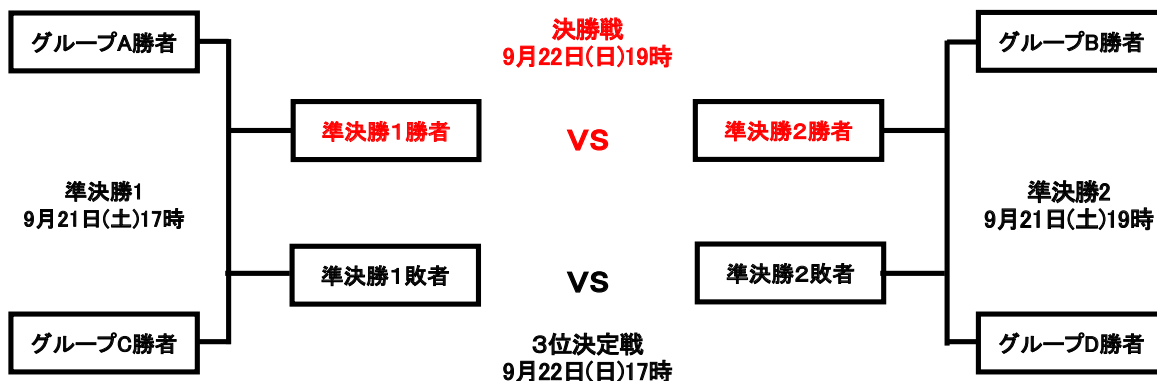 グループA勝者
決勝戦
9月22日(日)19時
グループB勝者
準決勝1勝者
VS
準決勝2勝者
準決勝1
9月21日(土)17時
準決勝2
9月21日(土)19時
準決勝1敗者
VS
準決勝2敗者
グループC勝者
3位決定戦
9月22日(日)17時
グループD勝者